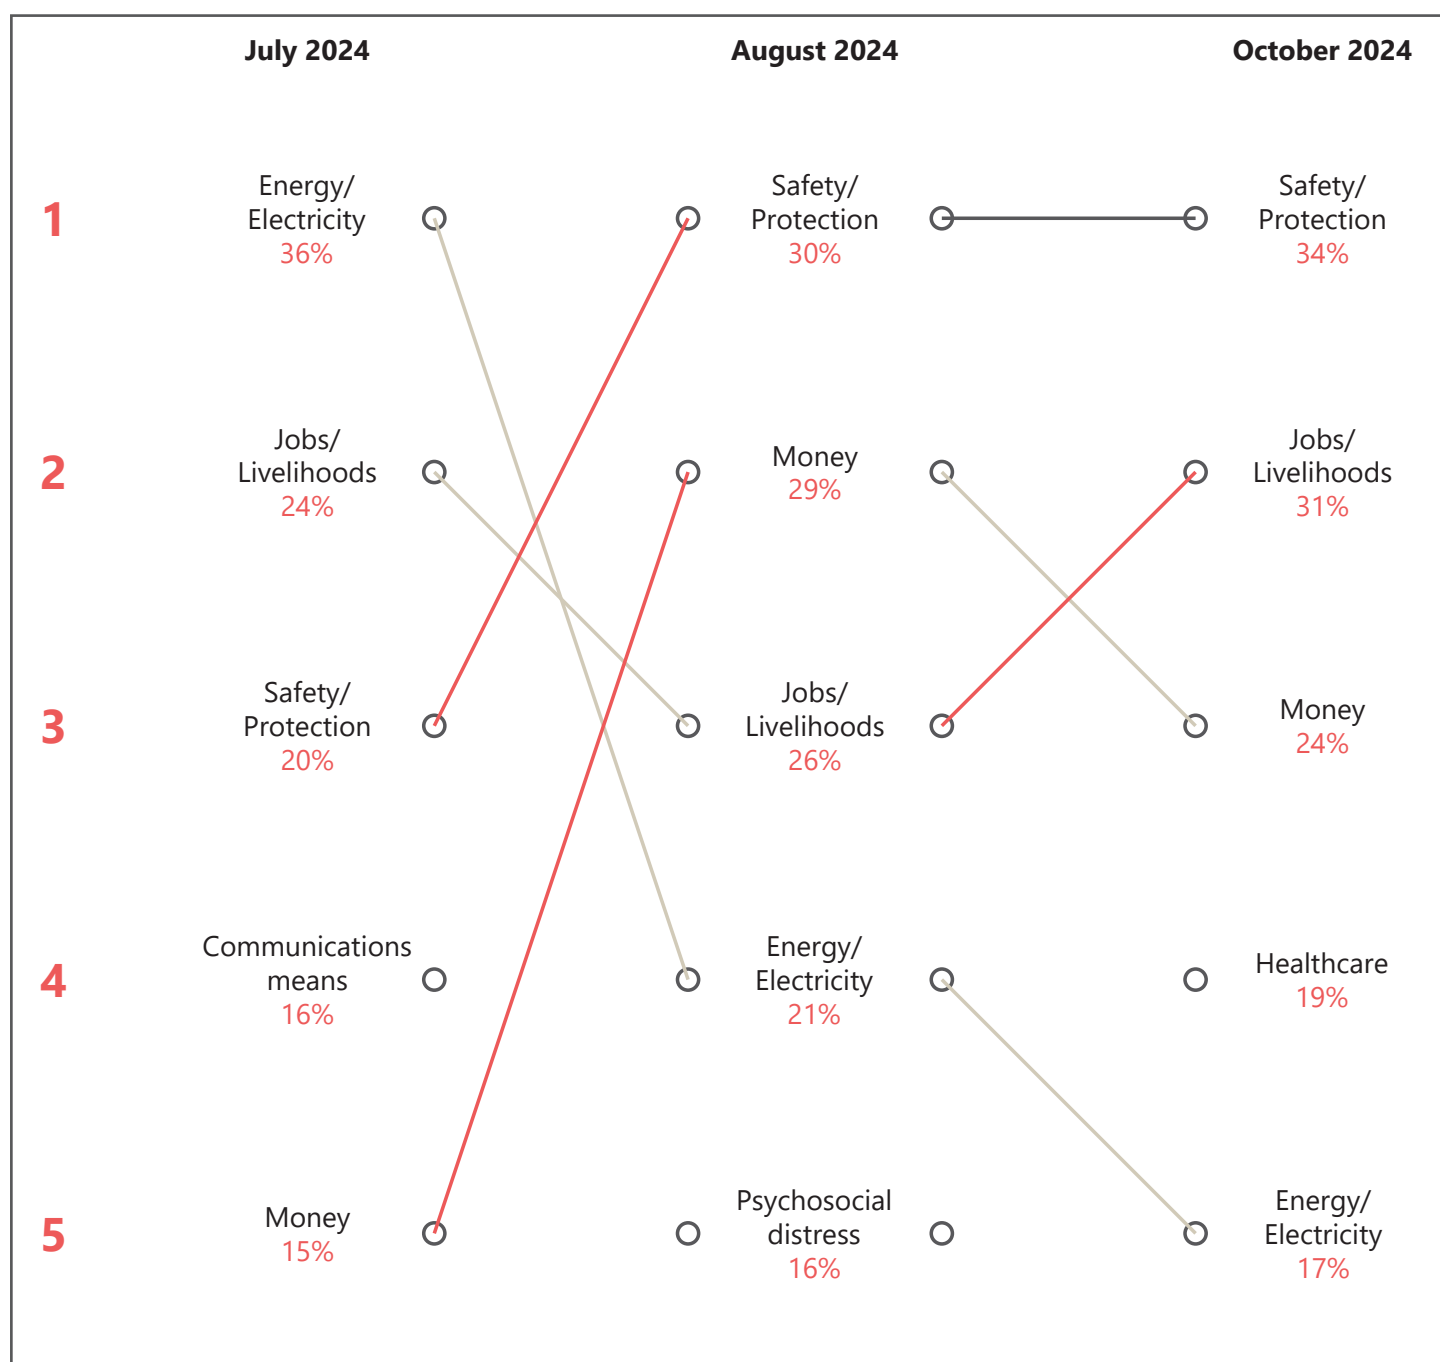 July 2024
August 2024
October 2024
1
Energy/
Electricity
36%
Safety/
Protection
30%
Safety/
Protection
34%
2
Jobs/
Livelihoods
24%
Money
29%
Jobs/
Livelihoods
31%
3
Safety/
Protection
20%
Jobs/
Livelihoods
26%
Money
24%
4
Communications
means
16%
Energy/
Electricity
21%
Healthcare
19%
5
Money
15%
Psychosocial
distress
16%
Energy/
Electricity
17%